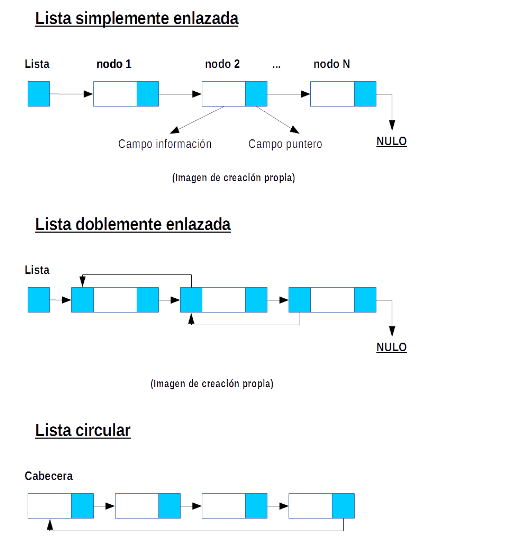 Lista simplemente enlazada
Lista nodo 1 nodo 2 ... nodo N
Campo información Campo puntero NULO
(Imagen de creación propia)
Lista doblemente enlazada
Lista
NULO
(Imagen de creación propia)
Lista circular
Cabecera